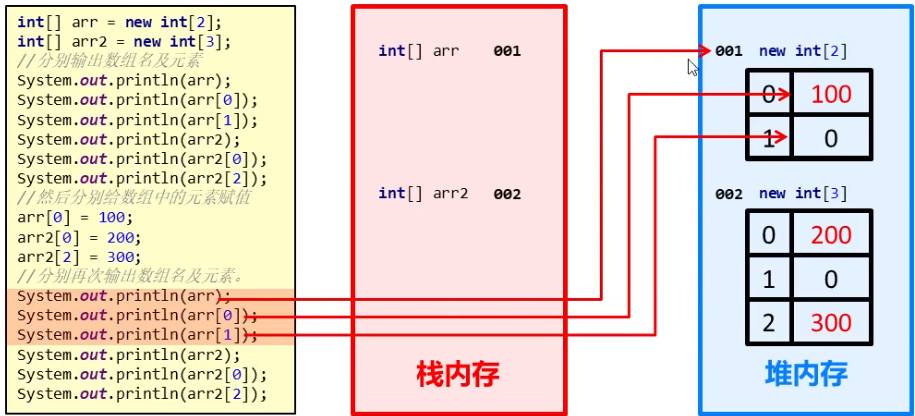 int[] arr = new int[2];
int[] arr2 = new int[3];
//分别输出数组名及元素
System.out.println(arr);
System.out.println(arr[0]);
System.out.println(arr[1]);
System.out.println(arr2);
System.out.println(arr2[0]);
System.out.println(arr2[2]);
//然后分别给数组中的元素赋值
arr[0] = 100;
arr2[0] = 200;
arr2[2] = 300;
//分别再次输出数组名及元素。
System.out.println(arr);
System.out.println(arr[0]);
System.out.println(arr[1]);
System.out.println(arr2);
System.out.println(arr2[0]);
System.out.println(arr2[2]);
int[] arr 001
int[] arr2 002
栈内存
001 new int[2]
0 100
1 0
002 new int[3]
0 200
1 0
2 300
堆内存